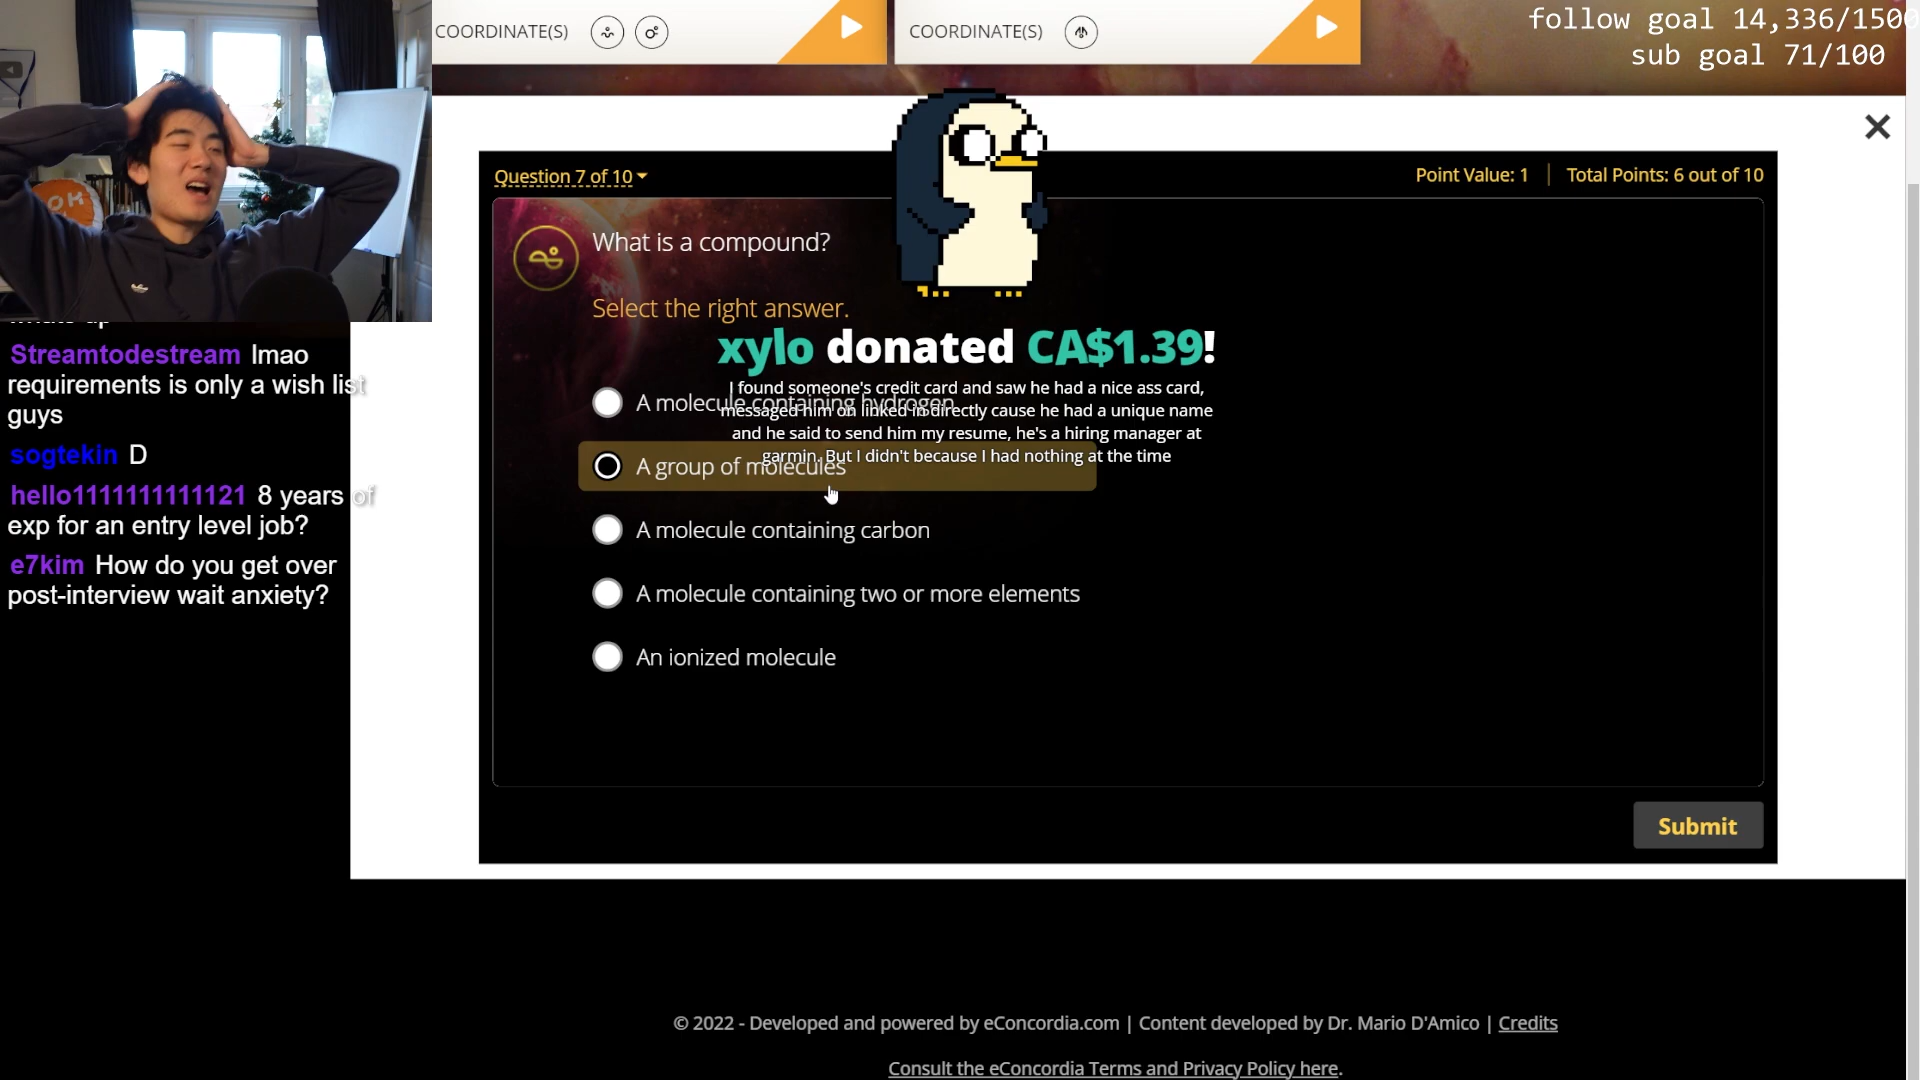 COORDINATE(S)
COORDINATE(S)
follow goal 14,336/1500
sub goal 71/100
Question 7 of 10
Point Value: 1
Total Points: 6 out of 10
What is a compound?
Select the right answer.
xylo donated CA$1.39!
I found someone's credit card and saw he had a nice ass card,
messaged him on linked in directly cause he had a unique name
and he said to send him my resume, he's a hiring manager at
garmin. But I didn't because I had nothing at the time
A molecule containing hydrogen
A group of molecules
A molecule containing carbon
A molecule containing two or more elements
An ionized molecule
Submit
Streamtodestream lmao
requirements is only a wish list
guys
sogtekin D
hello1111111111121 8 years of
exp for an entry level job?
e7kim How do you get over
post-interview wait anxiety?
© 2022 - Developed and powered by eConcordia.com | Content developed by Dr. Mario D'Amico | Credits
Consult the eConcordia Terms and Privacy Policy here.